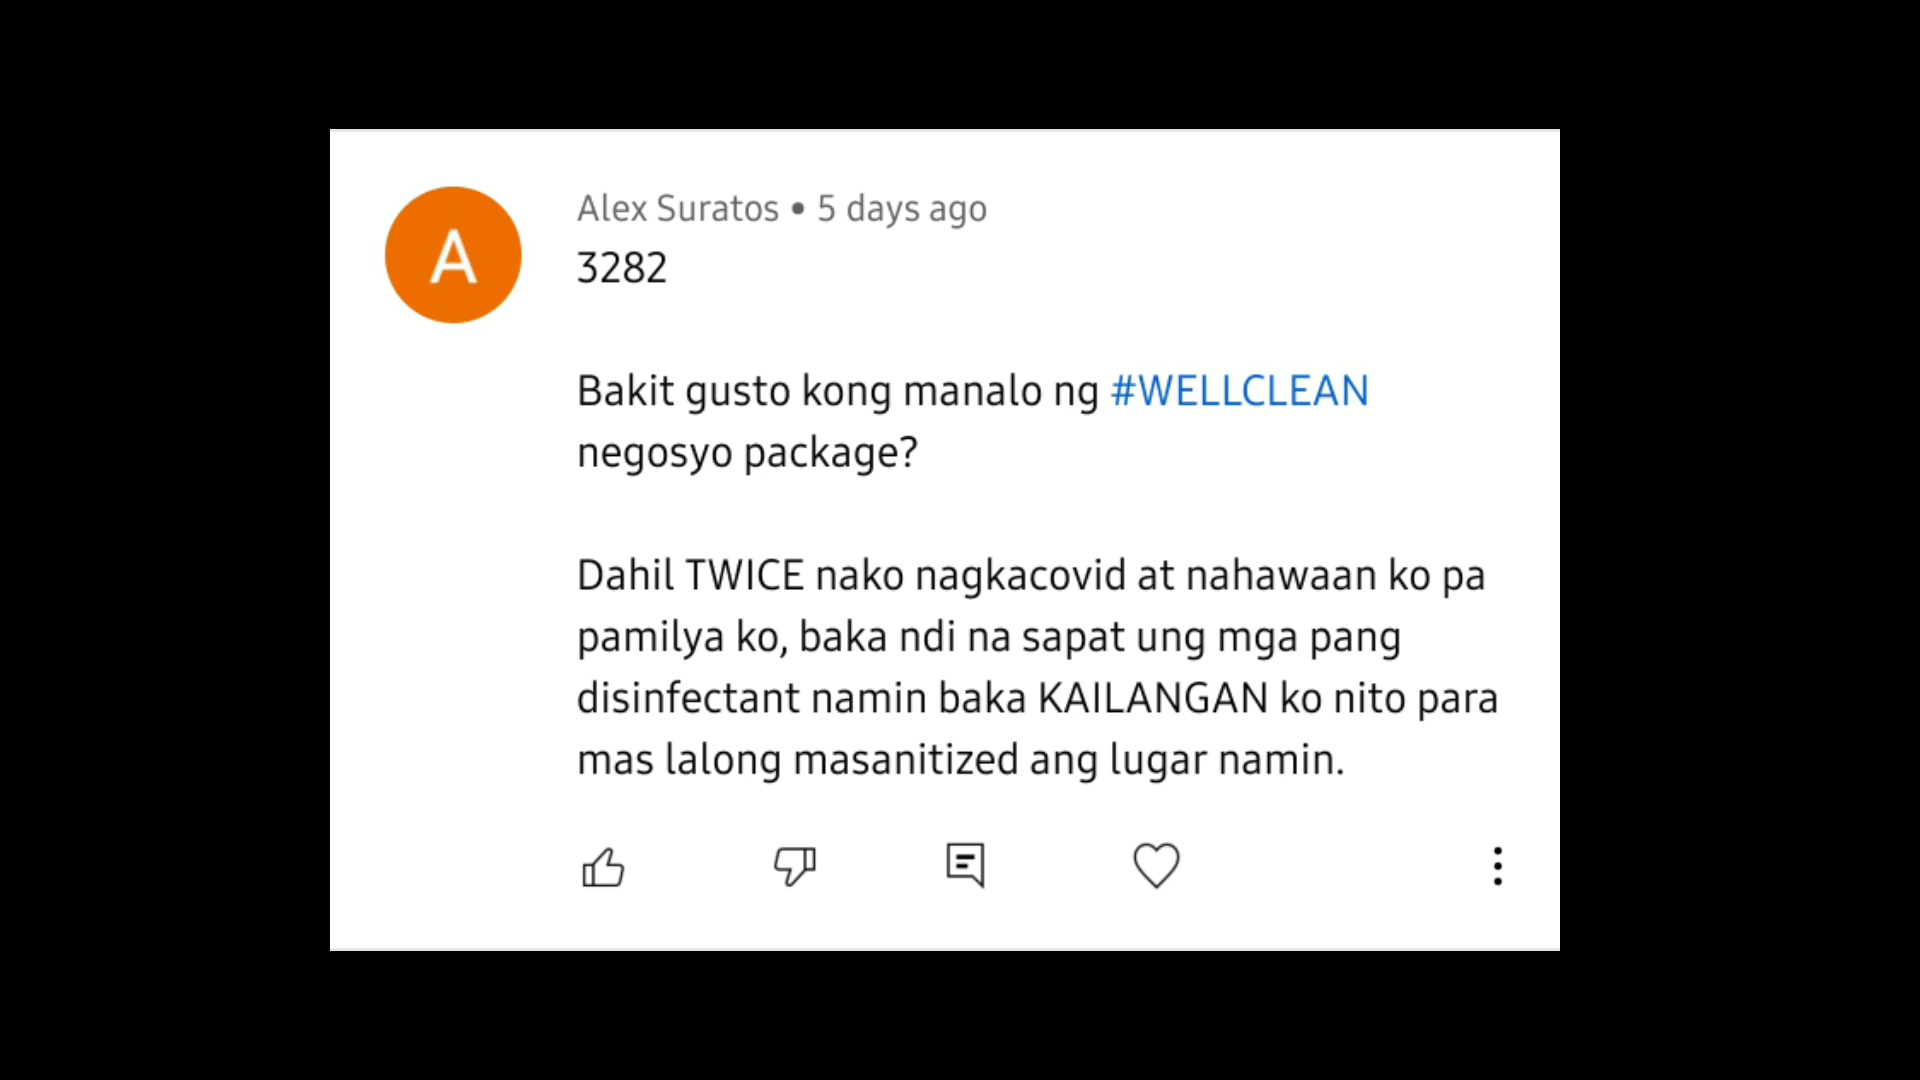 A
Alex Suratos • 5 days ago
3282
Bakit gusto kong manalo ng #WELLCLEAN
negosyo package?
Dahil TWICE nako nagkacovid at nahawaan ko pa
pamilya ko, baka ndi na sapat ung mga pang
disinfectant namin baka KAILANGAN ko nito para
mas lalong masanitized ang lugar namin.